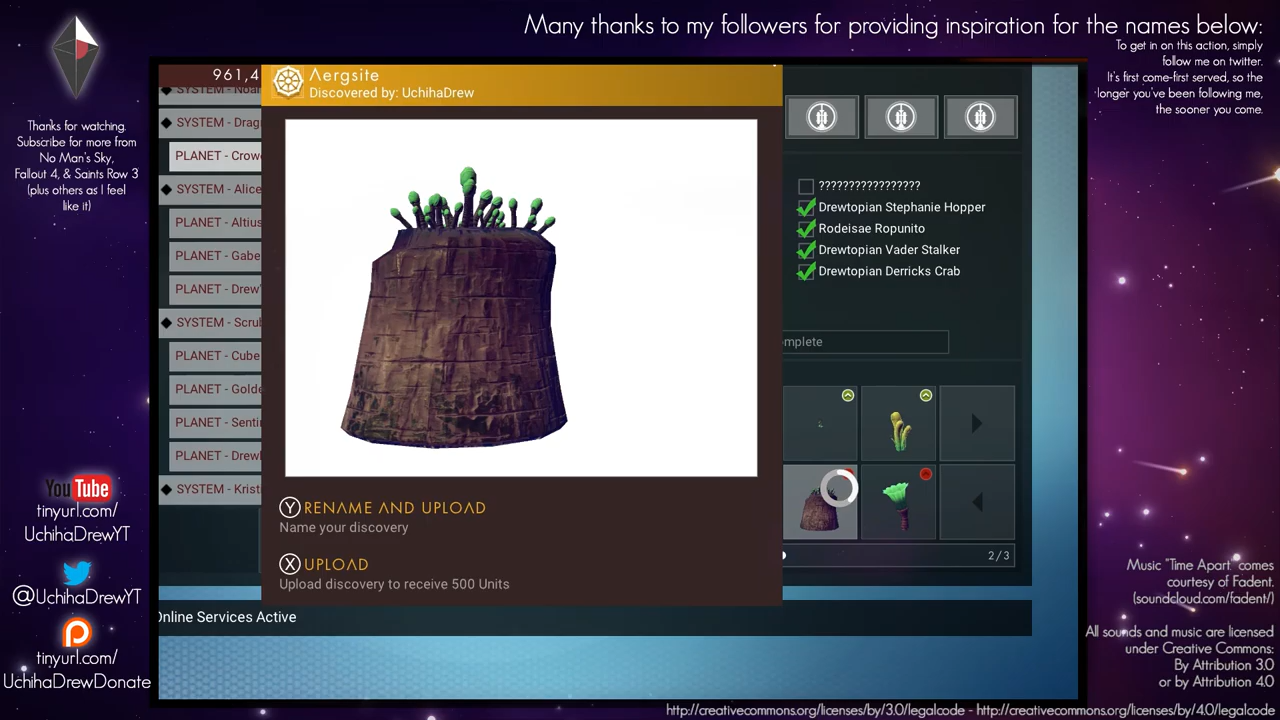 Many thanks to my followers for providing inspiration for the names below:
To get in on this action, simply
follow me on twitter.
It's first come-first served, so the
longer you've been following me,
the sooner you come.
Thanks for watching.
Subscribe for more from
No Man's Sky,
Fallout 4, & Saints Row 3
(plus others as I feel
like it)
YouTube
tinyurl.com/
UchihaDrewYT
@UchihaDrewYT
tinyurl.com/
UchihaDrewDonate
961,4
SYSTEM - Noah
SYSTEM - Drag
PLANET - Crow
SYSTEM - Alice
PLANET - Altius
PLANET - Gabe
PLANET - Drew
SYSTEM - Scrub
PLANET - Cube
PLANET - Golde
PLANET - Senti
PLANET - Drewl
SYSTEM - Kristi
Aergsite
Discovered by: UchihaDrew
Y RENAME AND UPLOAD
Name your discovery
X UPLOAD
Upload discovery to receive 500 Units
?????????????????
Drewtopian Stephanie Hopper
Rodeisae Ropunito
Drewtopian Vader Stalker
Drewtopian Derricks Crab
mplete
2/3
Online Services Active
Music "Time Apart" comes
courtesy of Fadent.
(soundcloud.com/fadent/)
All sounds and music are licensed
under Creative Commons:
By Attribution 3.0
or by Attribution 4.0
http://creativecommons.org/licenses/by/3.0/legalcode - http://creativecommons.org/licenses/by/4.0/legalcode